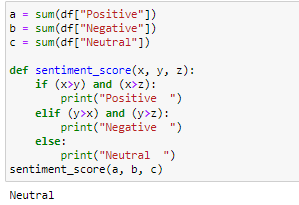 a = sum(df["Positive"])
b = sum(df["Negative"])
c = sum(df["Neutral"])
def sentiment_score(x, y, z):
    if (x>y) and (x>z):
        print("Positive  ")
    elif (y>x) and (y>z):
        print("Negative  ")
    else:
        print("Neutral  ")
sentiment_score(a, b, c)
Neutral